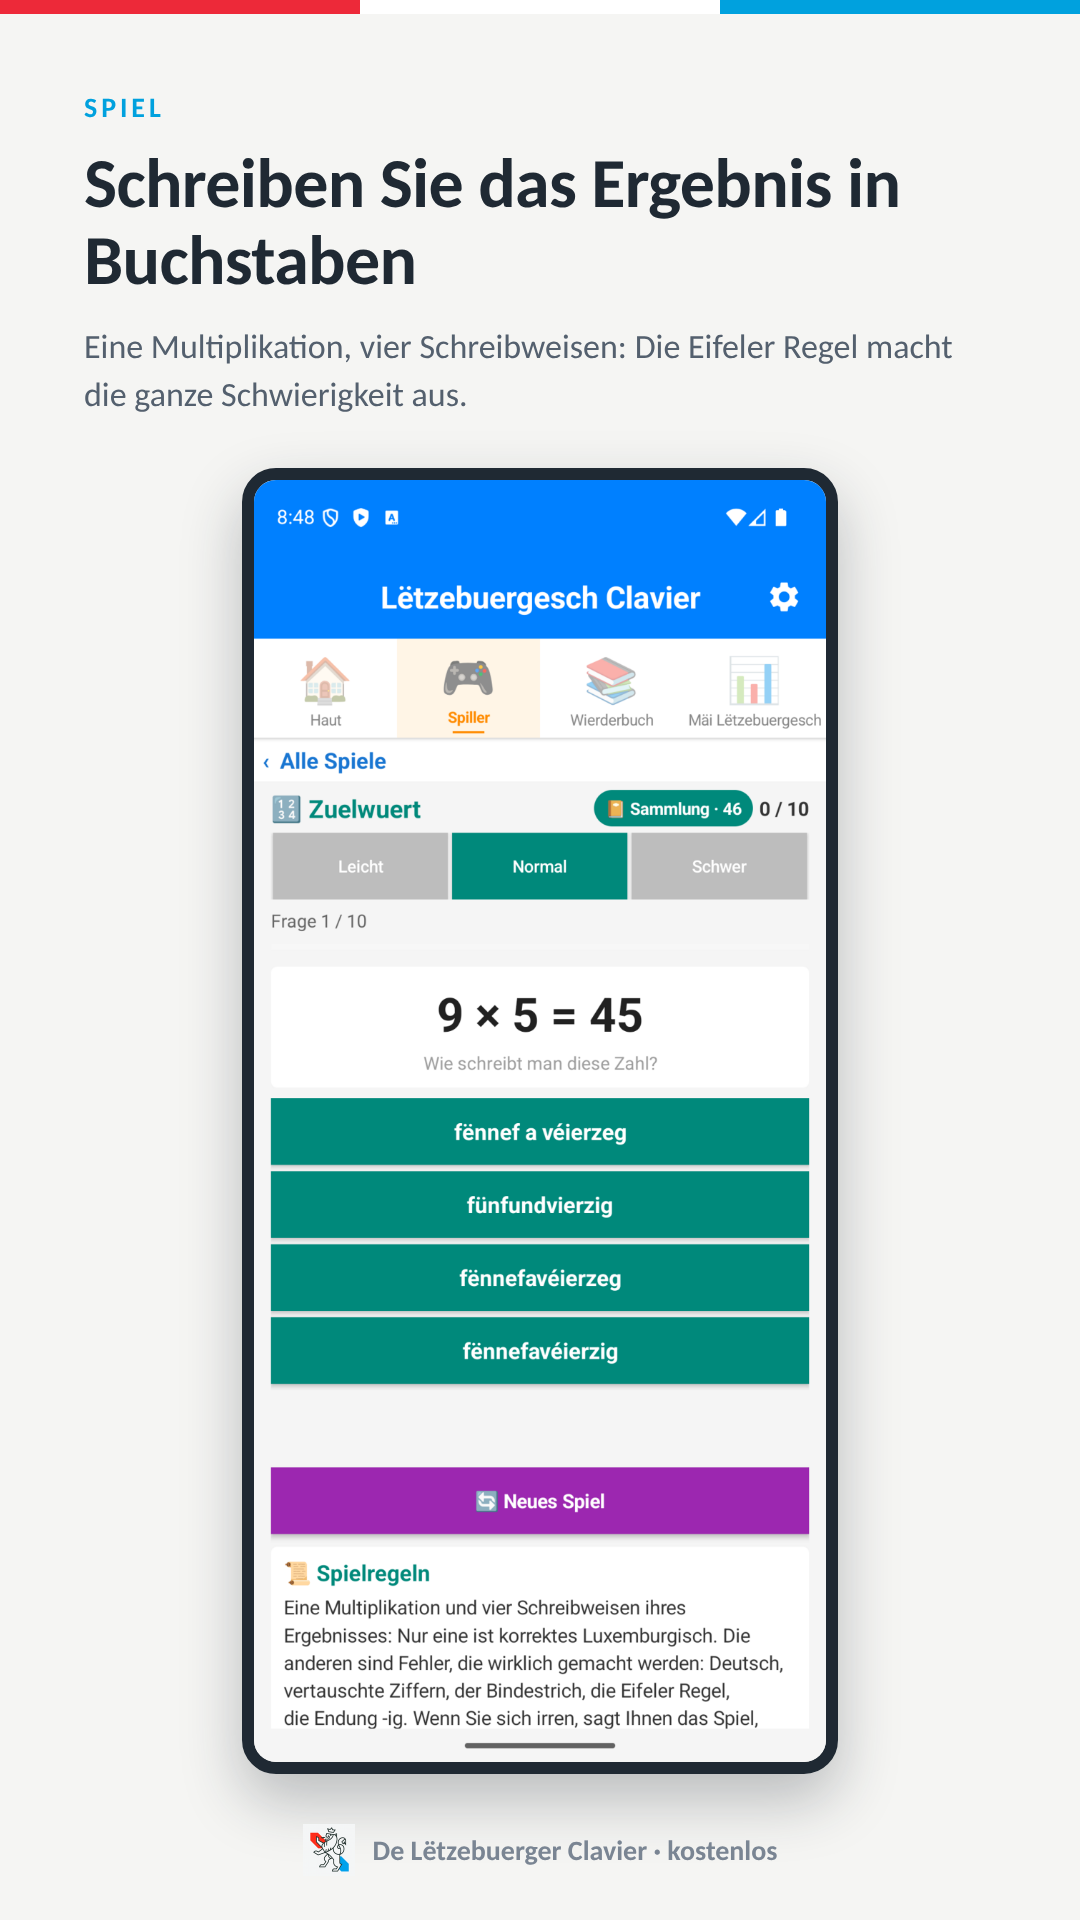 SPIEL
Schreiben Sie das Ergebnis in
Buchstaben
Eine Multiplikation, vier Schreibweisen: Die Eifeler Regel macht
die ganze Schwierigkeit aus.
8:48
Lëtzebuergesch Clavier
Haut
Spiller
Wierderbuch
Mäi Lëtzebuergesch
‹ Alle Spiele
Zuelwuert
Sammlung · 46
0 / 10
Leicht
Normal
Schwer
Frage 1 / 10
9 × 5 = 45
Wie schreibt man diese Zahl?
fënnef a véierzeg
fünfundvierzig
fënnefavéierzeg
fënnefavéierzig
Neues Spiel
Spielregeln
Eine Multiplikation und vier Schreibweisen ihres
Ergebnisses: Nur eine ist korrektes Luxemburgisch. Die
anderen sind Fehler, die wirklich gemacht werden: Deutsch,
vertauschte Ziffern, der Bindestrich, die Eifeler Regel,
die Endung -ig. Wenn Sie sich irren, sagt Ihnen das Spiel,
De Lëtzebuerger Clavier · kostenlos